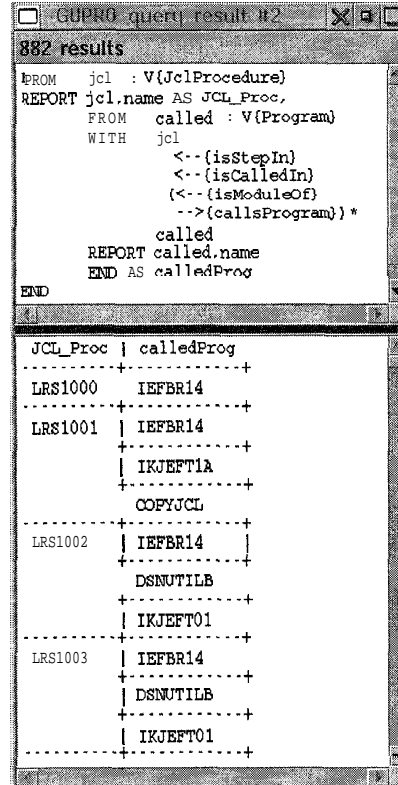 GUPRO query result #2
882 results
FROM jcl : V{JclProcedure}
REPORT jcl.name AS JCL_Proc,
FROM called : V{Program}
WITH jcl
<--{isStepIn}
<--{isCalledIn}
(<--{isModuleOf}
-->{callsProgram})*
called
REPORT called.name
END AS calledProg
END
JCL_Proc | calledProg
---------+-----------+
LRS1000 IEFBR14
---------+-----------+
LRS1001 | IEFBR14
+-----------+
| IKJEFT1A
+-----------+
COPYJCL
---------+-----------+
LRS1002 | IEFBR14 |
+-----------+
DSNUTILB
+-----------+
| IKJEFT01
---------+-----------+
LRS1003 | IEFBR14
+-----------+
| DSNUTILB
+-----------+
| IKJEFT01
---------+-----------+